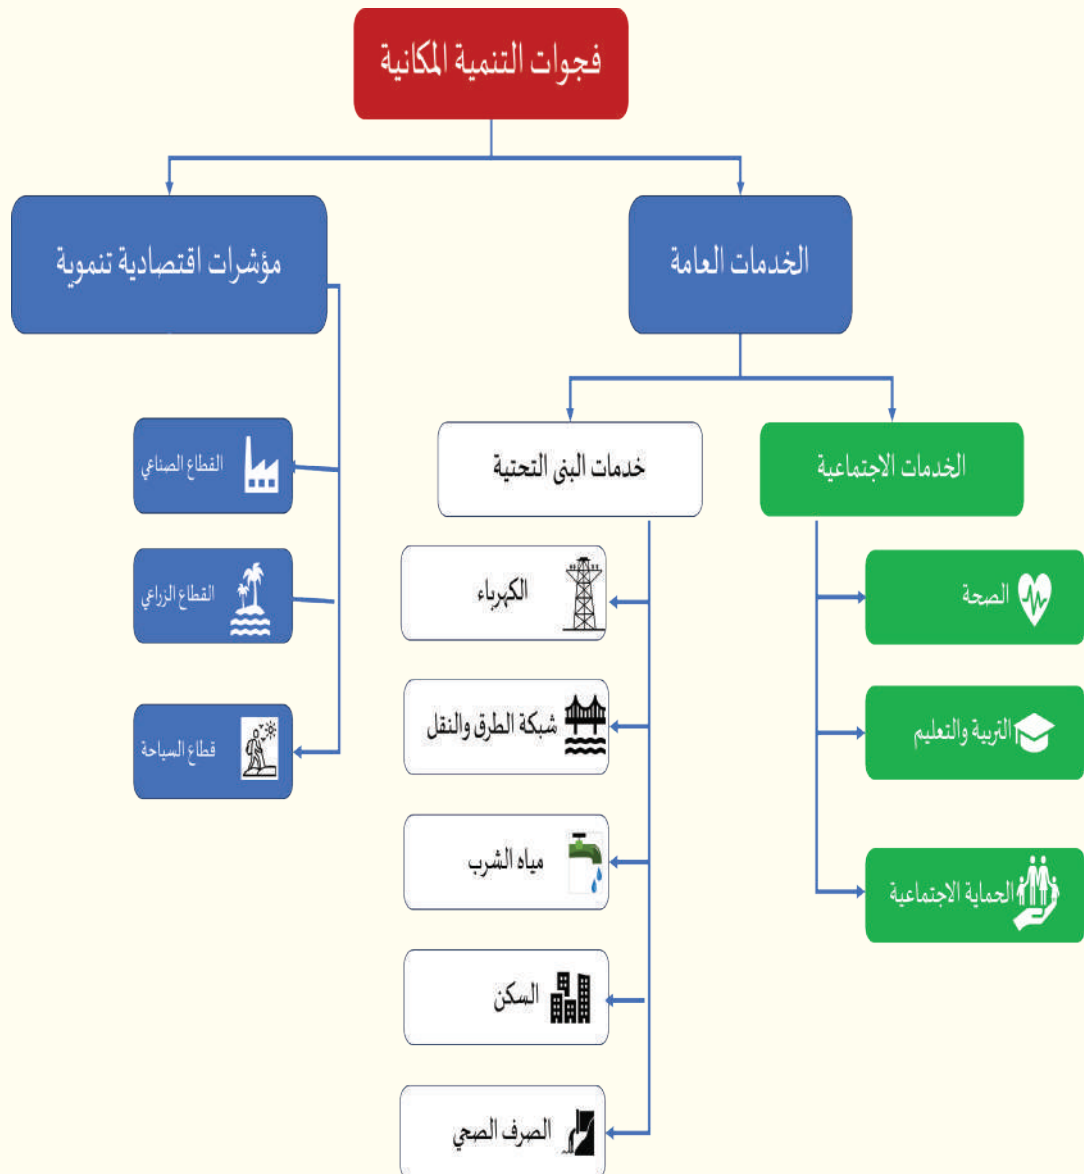 فجوات التنمية المكانية
الخدمات العامة
مؤشرات اقتصادية تنموية
الخدمات الاجتماعية
الصحة
التربية والتعليم
الحماية الاجتماعية
خدمات البنى التحتية
الكهرباء
شبكة الطرق والنقل
مياه الشرب
السكن
الصرف الصحي
القطاع الصناعي
القطاع الزراعي
قطاع السياحة